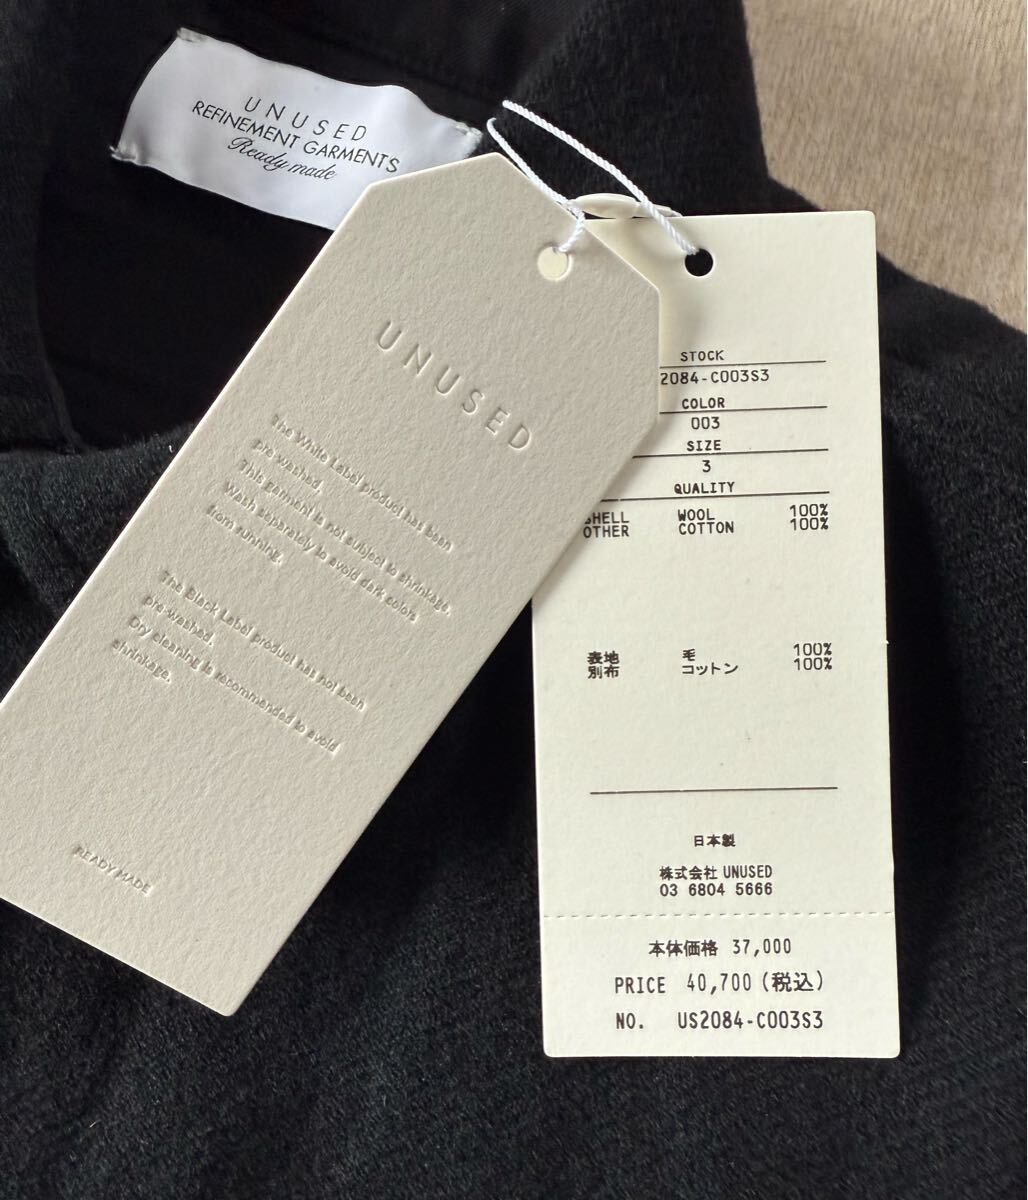 UNUSED
REFINEMENT GARMENTS
Ready made
UNUSED
The White Label product has been
pre-washed.
This garment is not subject to shrinkage.
Wash separately to avoid dark colors
from running.
The Black Label product has not been
pre-washed.
Dry cleaning is recommended to avoid
shrinkage.
READY MADE
STOCK
2084-C003S3
COLOR
003
SIZE
3
QUALITY
SHELL WOOL 100%
OTHER COTTON 100%
表地 毛 100%
別布 コットン 100%
日本製
株式会社 UNUSED
03 6804 5666
本体価格 37,000
PRICE 40,700 (税込)
NO. US2084-C003S3